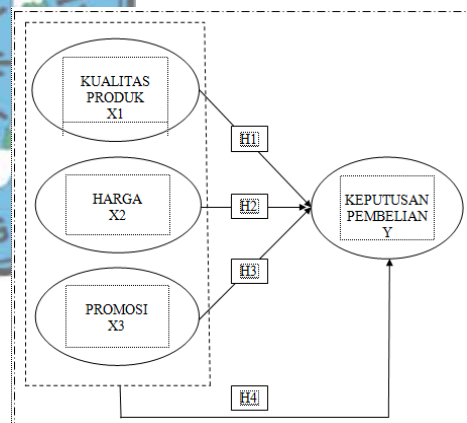 KUALITAS
PRODUK
X1
H1
HARGA
X2
H2
KEPUTUSAN
PEMBELIAN
Y
H3
PROMOSI
X3
H4